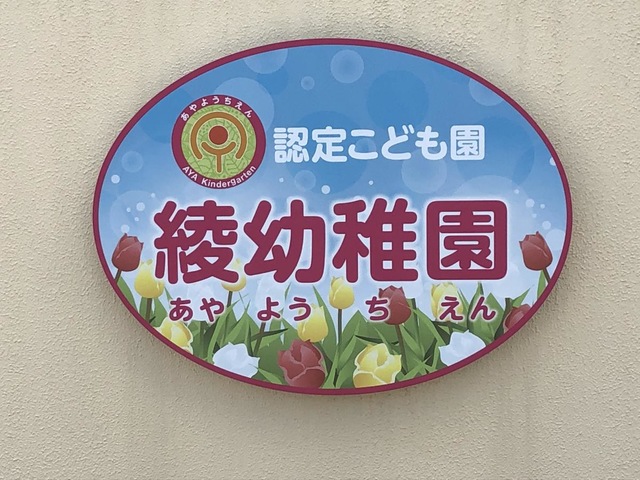 あやようちえん
AYA Kindergarten
認定こども園
綾幼稚園
あや よう ち えん